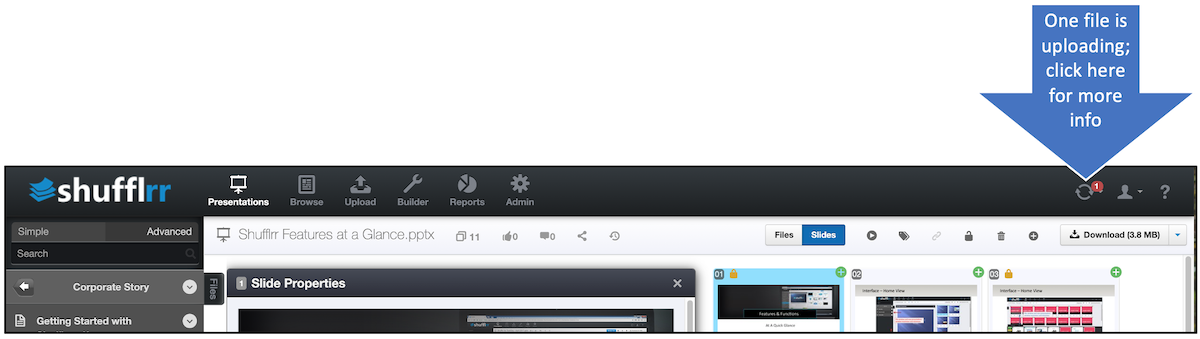 One file is
uploading;
click here
for more
info
shufflrr
Presentations Browse Upload Builder Reports Admin
1
?
Simple Advanced
Shufflrr Features at a Glance.pptx 11 0 0
Files Slides
Download (3.8 MB)
Search
Files
Corporate Story
1 Slide Properties
01 02 03
Interface – Home View
Interface – Home View
Getting Started with
shufflrr
Features & Functions
At A Quick Glance